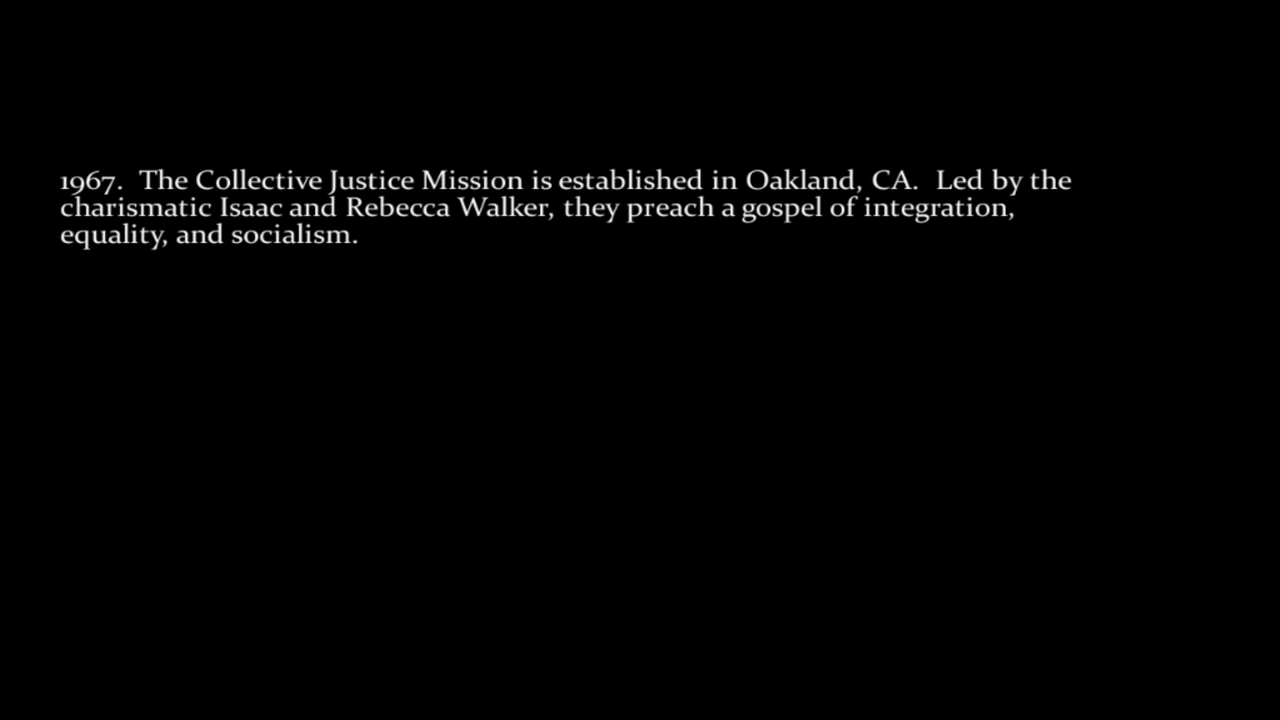 1967.  The Collective Justice Mission is established in Oakland, CA.  Led by the
charismatic Isaac and Rebecca Walker, they preach a gospel of integration,
equality, and socialism.